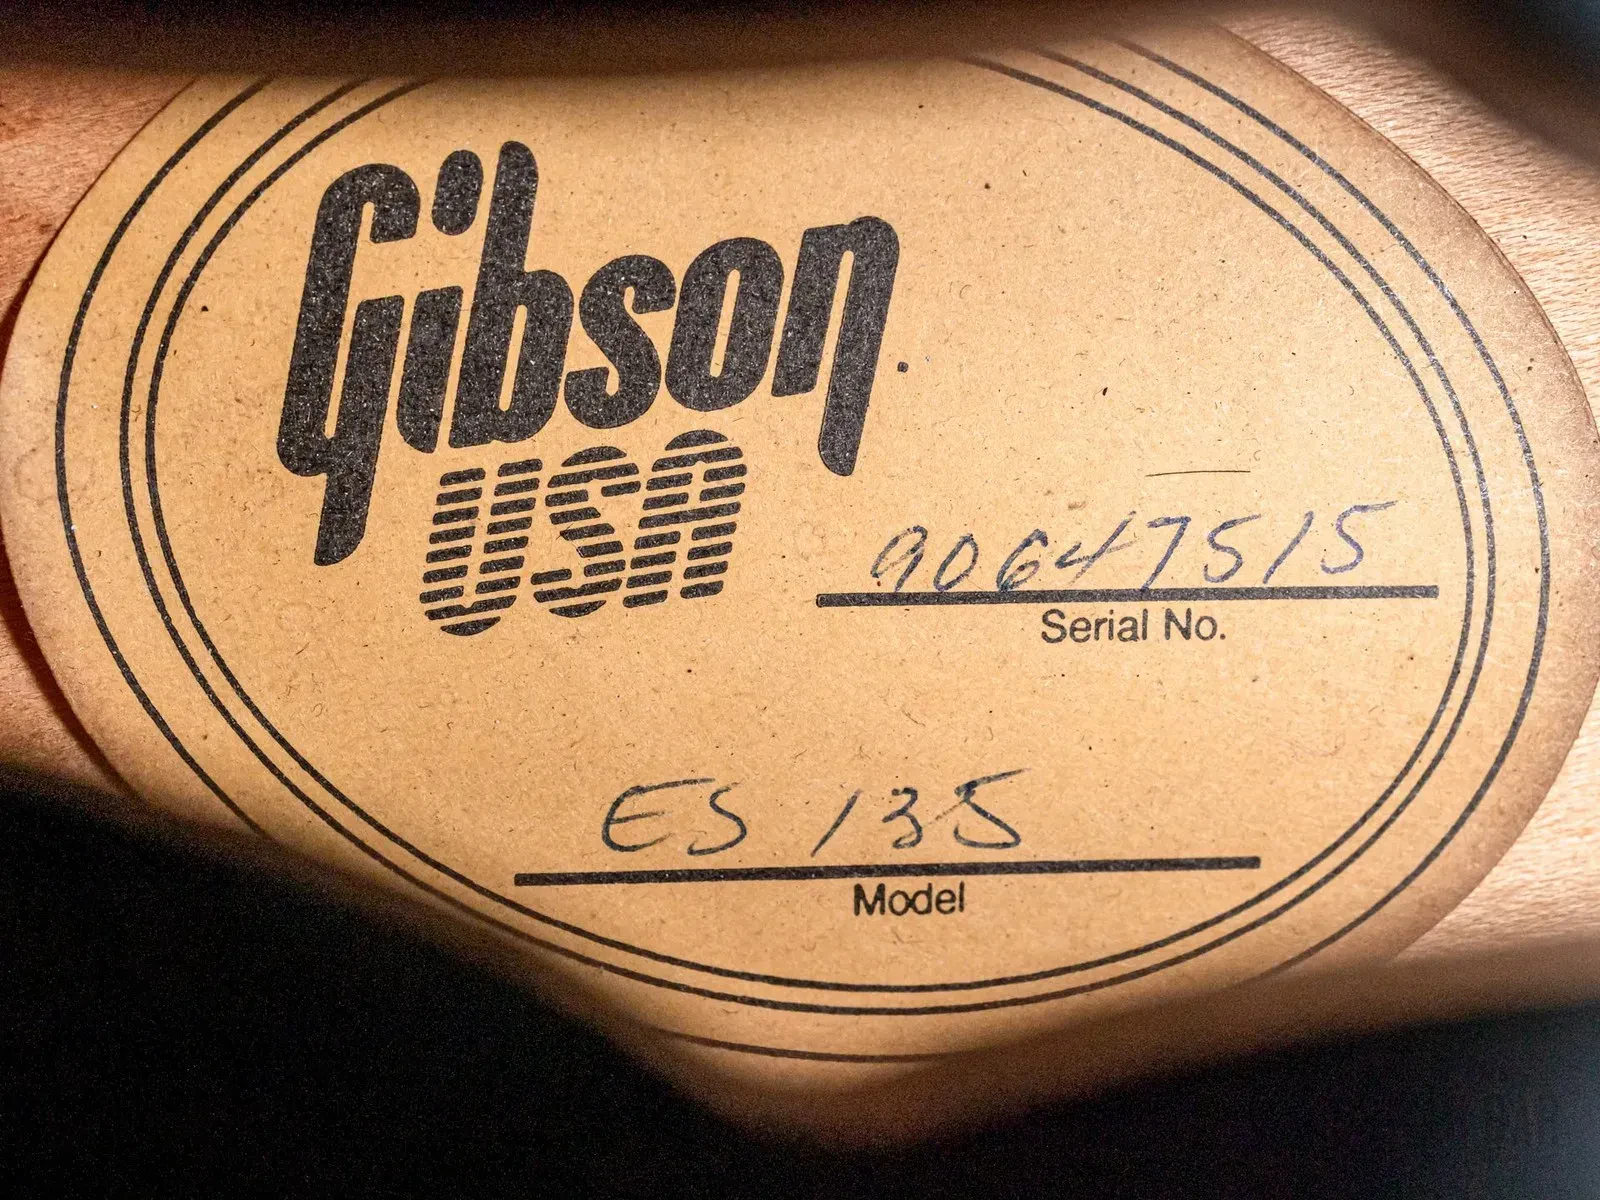 Gibson
USA
90647515
Serial No.
ES 135
Model